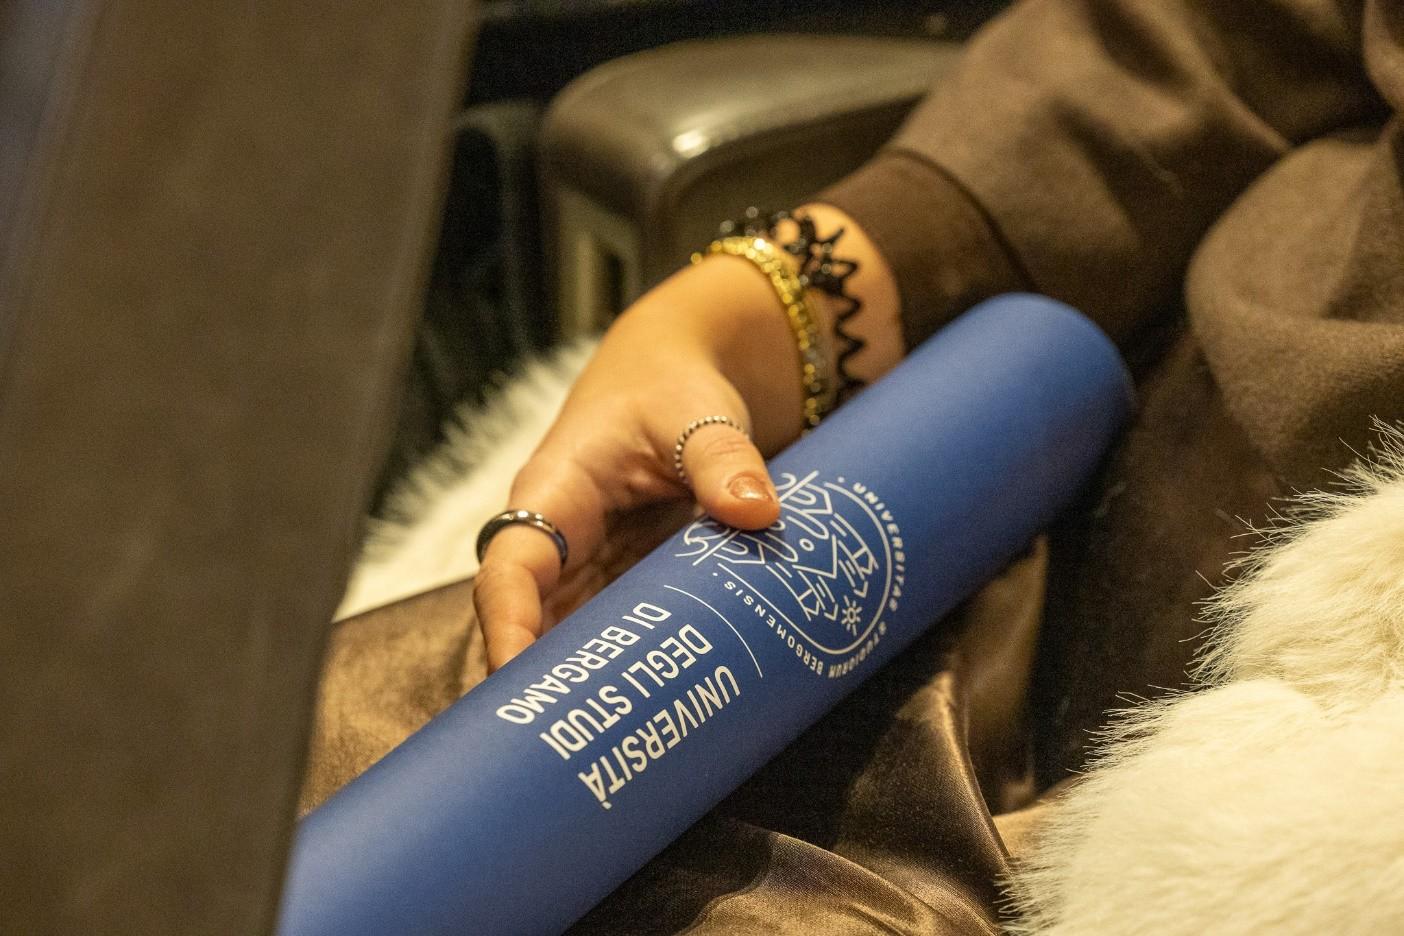 UNIVERSITAS STUDIORUM BERGOMENSIS
UNIVERSITÀ
DEGLI STUDI
DI BERGAMO